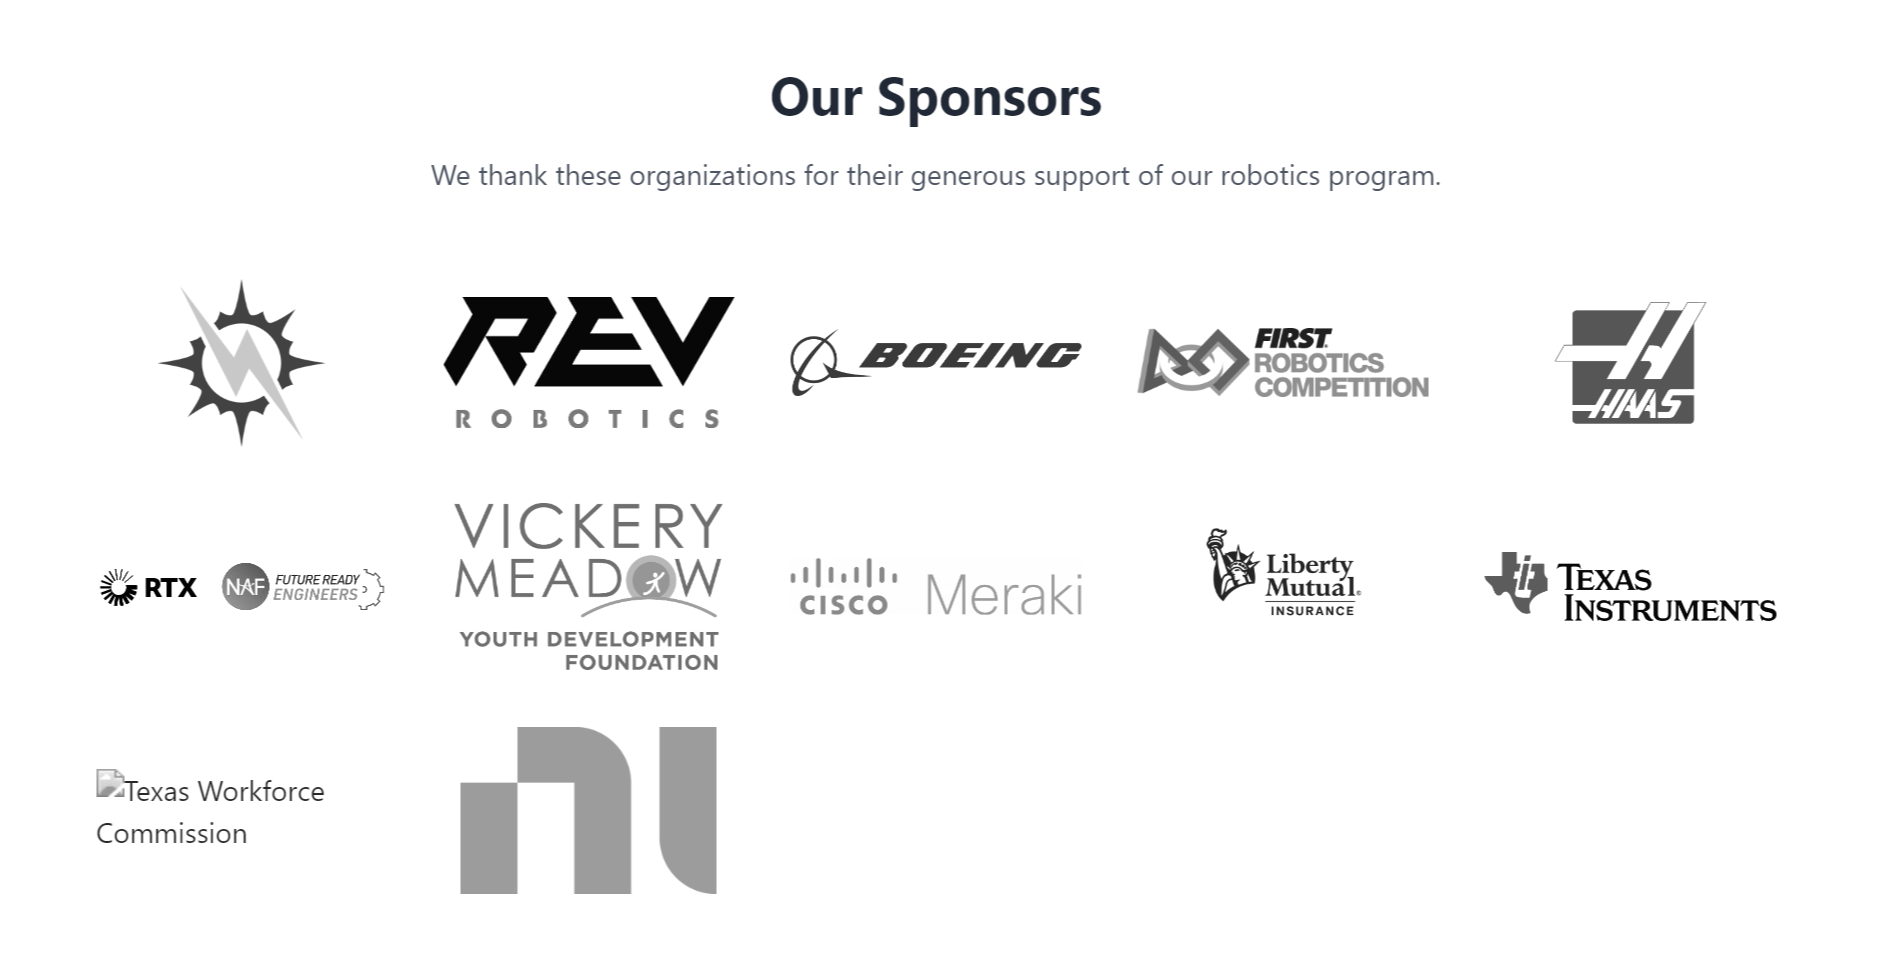 Our Sponsors
We thank these organizations for their generous support of our robotics program.
REV
ROBOTICS
BOEING
FIRST
ROBOTICS
COMPETITION
HAAS
RTX
NAF
FUTURE READY
ENGINEERS
VICKERY
MEADOW
YOUTH DEVELOPMENT
FOUNDATION
CISCO Meraki
Liberty
Mutual®
INSURANCE
TEXAS
INSTRUMENTS
Texas Workforce
Commission
ni